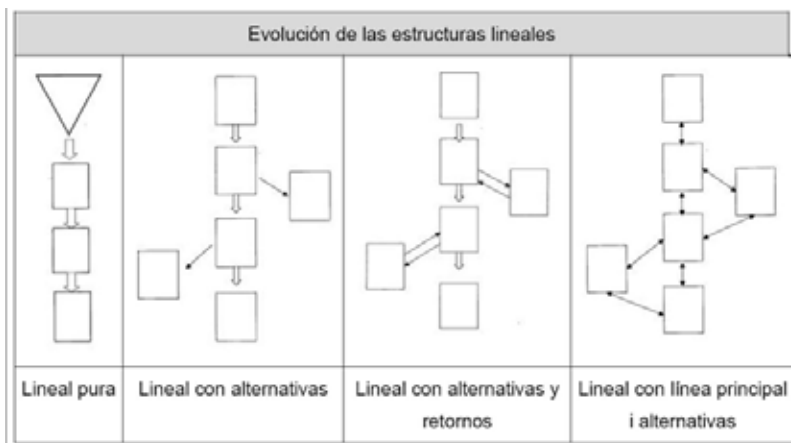 Evolución de las estructuras lineales
Lineal pura
Lineal con alternativas
Lineal con alternativas y
retornos
Lineal con línea principal
i alternativas